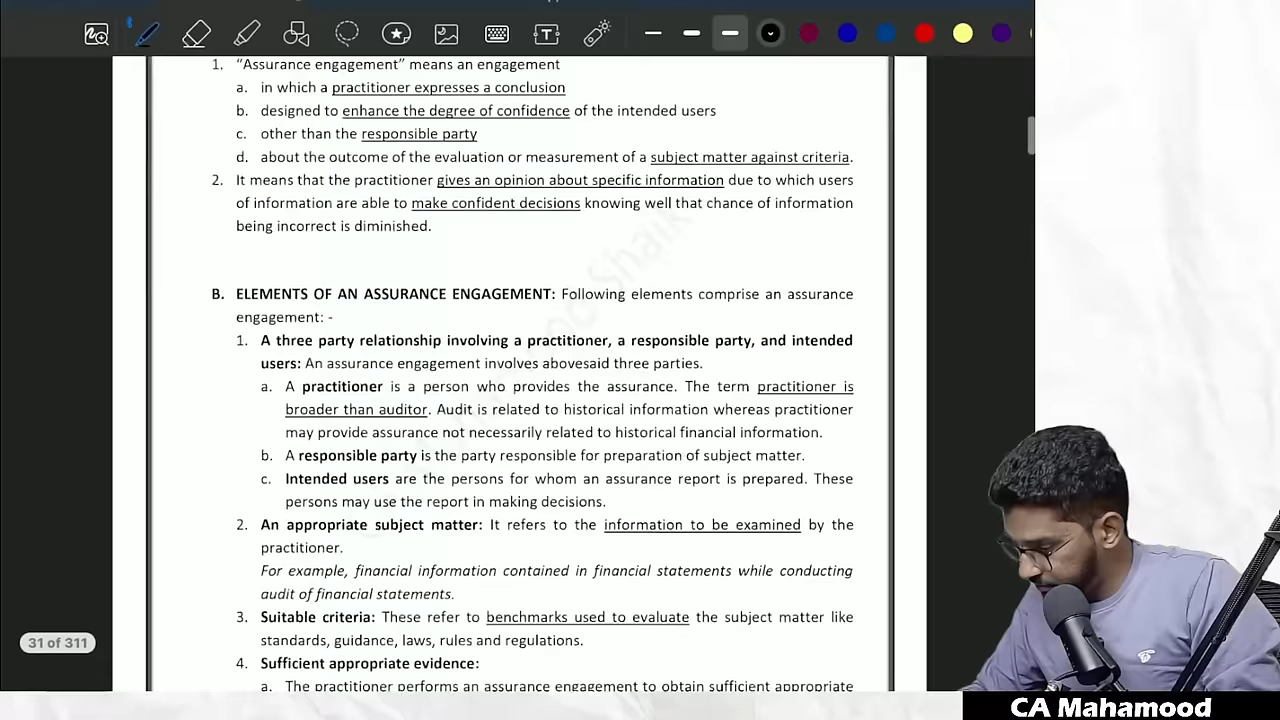 1. “Assurance engagement” means an engagement
a. in which a practitioner expresses a conclusion
b. designed to enhance the degree of confidence of the intended users
c. other than the responsible party
d. about the outcome of the evaluation or measurement of a subject matter against criteria.
2. It means that the practitioner gives an opinion about specific information due to which users
of information are able to make confident decisions knowing well that chance of information
being incorrect is diminished.
B. ELEMENTS OF AN ASSURANCE ENGAGEMENT: Following elements comprise an assurance
engagement: -
1. A three party relationship involving a practitioner, a responsible party, and intended
users: An assurance engagement involves abovesaid three parties.
a. A practitioner is a person who provides the assurance. The term practitioner is
broader than auditor. Audit is related to historical information whereas practitioner
may provide assurance not necessarily related to historical financial information.
b. A responsible party is the party responsible for preparation of subject matter.
c. Intended users are the persons for whom an assurance report is prepared. These
persons may use the report in making decisions.
2. An appropriate subject matter: It refers to the information to be examined by the
practitioner.
For example, financial information contained in financial statements while conducting
audit of financial statements.
3. Suitable criteria: These refer to benchmarks used to evaluate the subject matter like
standards, guidance, laws, rules and regulations.
4. Sufficient appropriate evidence:
a. The practitioner performs an assurance engagement to obtain sufficient appropriate
31 of 311
Shaik
CA Mahamood